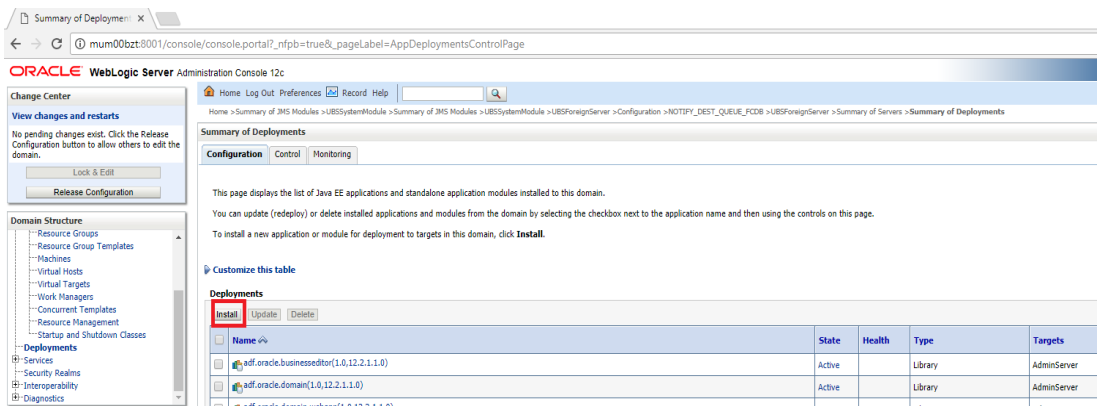 Summary of Deployment x
mum00bzt:8001/console/console.portal?_nfpb=true&_pageLabel=AppDeploymentsControlPage
ORACLE WebLogic Server Administration Console 12c
Change Center
View changes and restarts
No pending changes exist. Click the Release
Configuration button to allow others to edit the
domain.
Lock & Edit
Release Configuration
Domain Structure
Resource Groups
Resource Group Templates
Machines
Virtual Hosts
Virtual Targets
Work Managers
Concurrent Templates
Resource Management
Startup and Shutdown Classes
Deployments
Services
Security Realms
Interoperability
Diagnostics
Home Log Out Preferences Record Help
Home >Summary of JMS Modules >UBSSystemModule >Summary of JMS Modules >UBSSystemModule >UBSForeignServer >Configuration >NOTIFY_DEST_QUEUE_FCDB >UBSForeignServer >Summary of Servers >Summary of Deployments
Summary of Deployments
Configuration Control Monitoring
This page displays the list of Java EE applications and standalone application modules installed to this domain.
You can update (redeploy) or delete installed applications and modules from the domain by selecting the checkbox next to the application name and then using the controls on this page.
To install a new application or module for deployment to targets in this domain, click Install.
Customize this table
Deployments
Install Update Delete
Name State Health Type Targets
adf.oracle.businesseditor(1.0,12.2.1.1.0) Active Library AdminServer
adf.oracle.domain(1.0,12.2.1.1.0) Active Library AdminServer